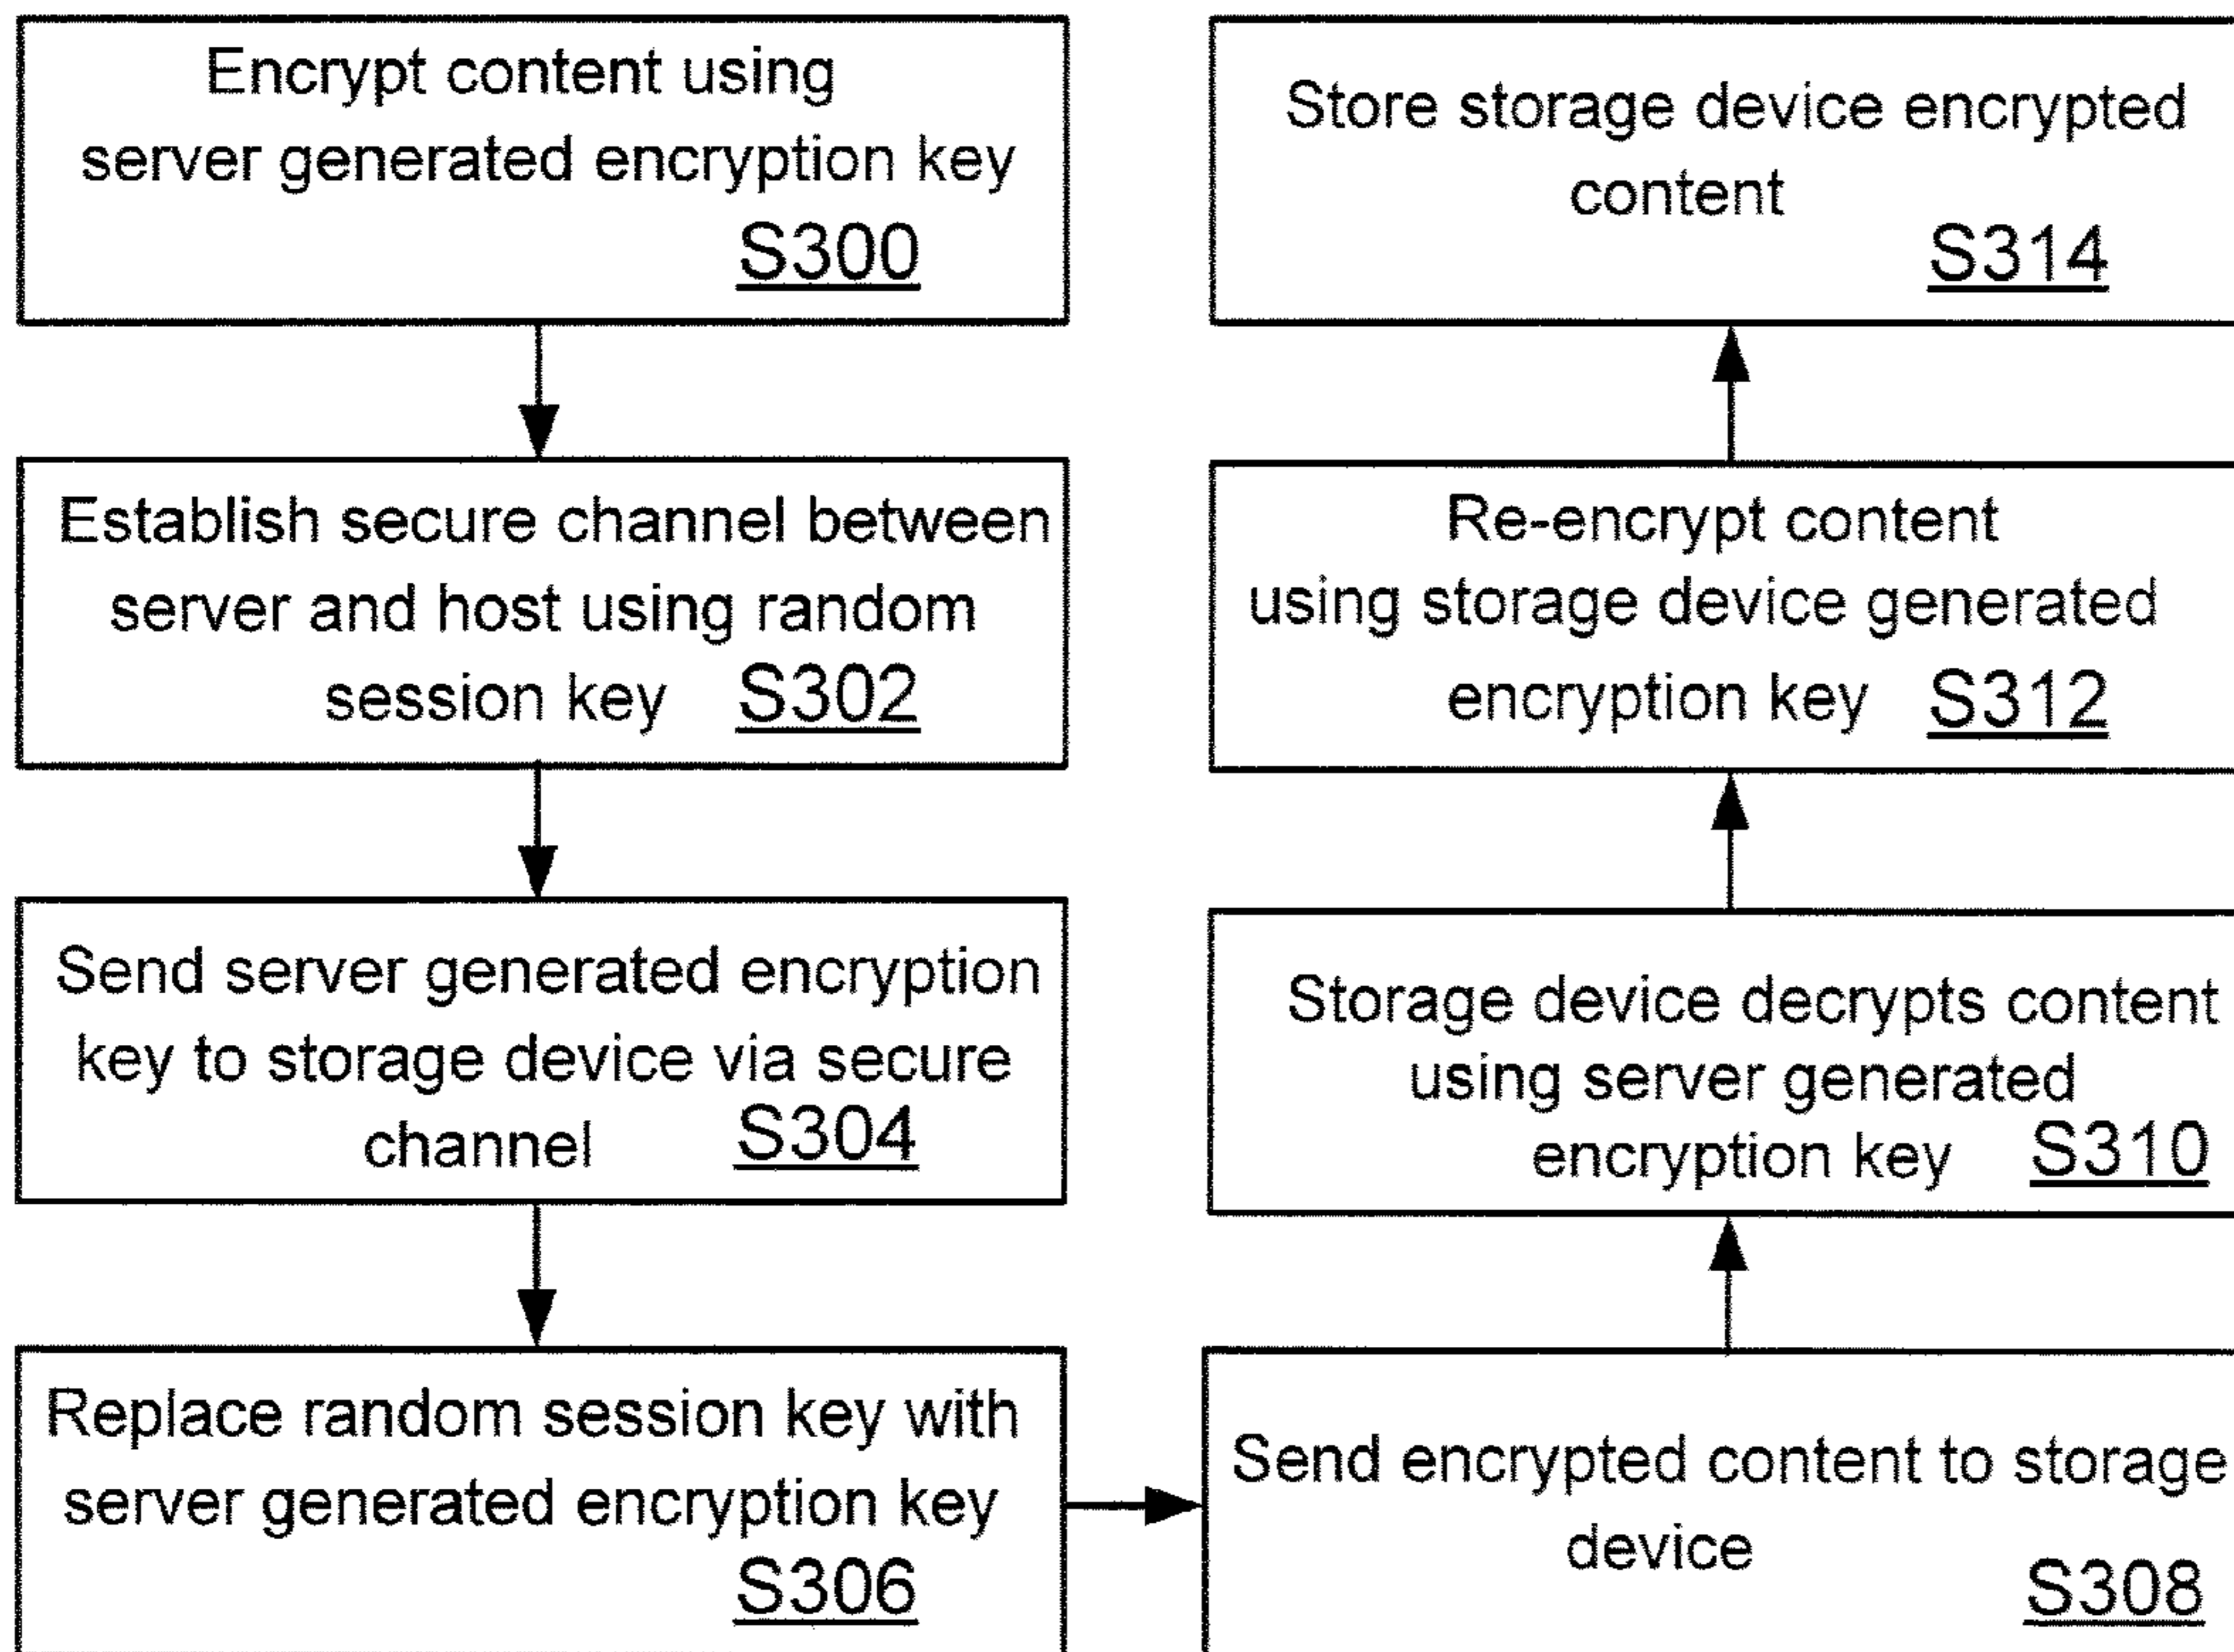 Encrypt content using
server generated encryption key
S300
Establish secure channel between
server and host using random
session key S302
Send server generated encryption
key to storage device via secure
channel S304
Replace random session key with
server generated encryption key
S306
Send encrypted content to storage
device
S308
Storage device decrypts content
using server generated
encryption key S310
Re-encrypt content
using storage device generated
encryption key S312
Store storage device encrypted
content
S314